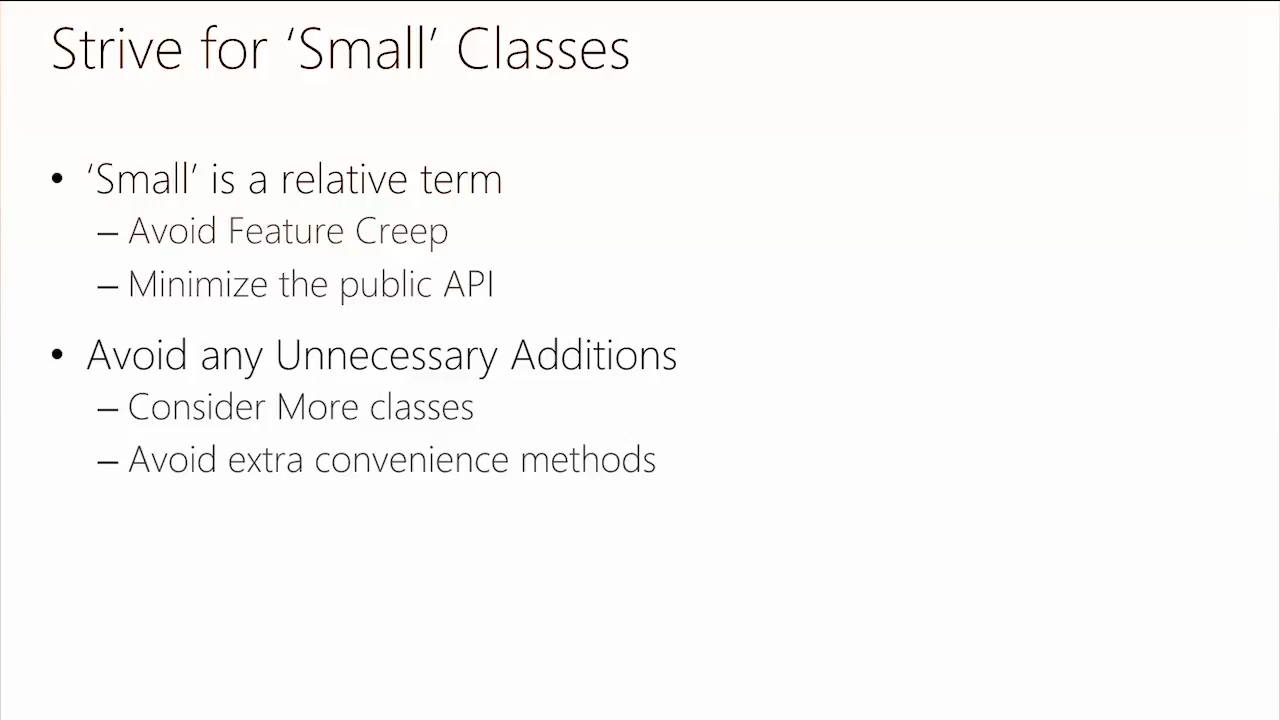 Strive for ‘Small’ Classes
• ‘Small’ is a relative term
– Avoid Feature Creep
– Minimize the public API
• Avoid any Unnecessary Additions
– Consider More classes
– Avoid extra convenience methods